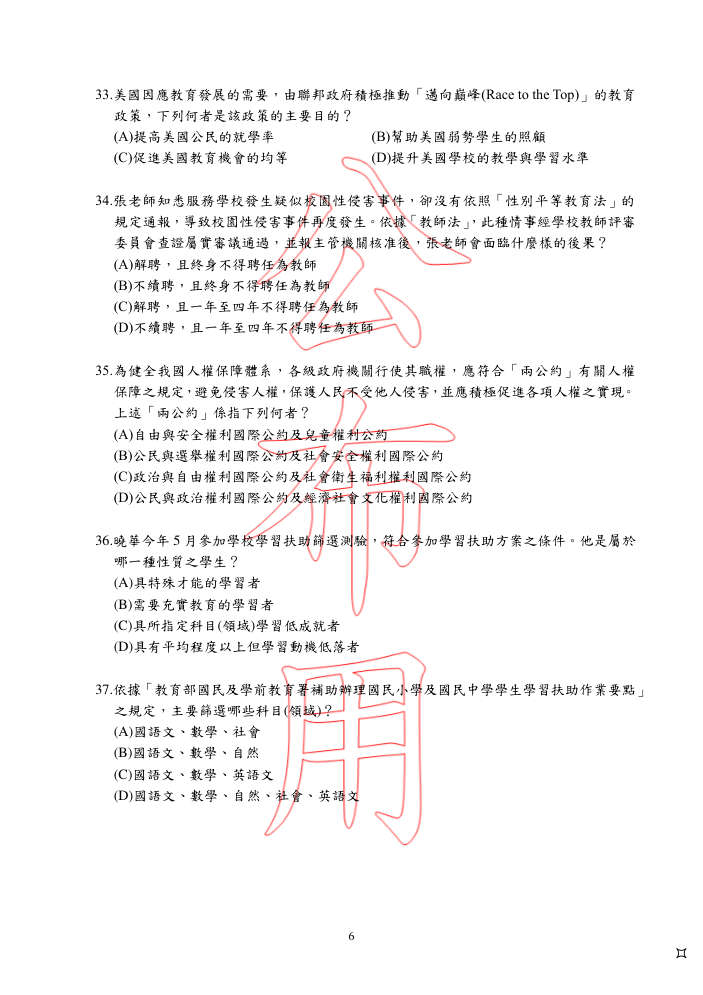 33.美國因應教育發展的需要，由聯邦政府積極推動「邁向巔峰(Race to the Top)」的教育
政策，下列何者是該政策的主要目的？
(A)提高美國公民的就學率 (B)幫助美國弱勢學生的照顧
(C)促進美國教育機會的均等 (D)提升美國學校的教學與學習水準
34.張老師知悉服務學校發生疑似校園性侵害事件，卻沒有依照「性別平等教育法」的
規定通報，導致校園性侵害事件再度發生。依據「教師法」，此種情事經學校教師評審
委員會查證屬實審議通過，並報主管機關核准後，張老師會面臨什麼樣的後果？
(A)解聘，且終身不得聘任為教師
(B)不續聘，且終身不得聘任為教師
(C)解聘，且一年至四年不得聘任為教師
(D)不續聘，且一年至四年不得聘任為教師
35.為健全我國人權保障體系，各級政府機關行使其職權，應符合「兩公約」有關人權
保障之規定，避免侵害人權，保護人民不受他人侵害，並應積極促進各項人權之實現。
上述「兩公約」係指下列何者？
(A)自由與安全權利國際公約及兒童權利公約
(B)公民與選舉權利國際公約及社會安全權利國際公約
(C)政治與自由權利國際公約及社會衛生福利權利國際公約
(D)公民與政治權利國際公約及經濟社會文化權利國際公約
36.曉華今年 5 月參加學校學習扶助篩選測驗，符合參加學習扶助方案之條件。他是屬於
哪一種性質之學生？
(A)具特殊才能的學習者
(B)需要充實教育的學習者
(C)具所指定科目(領域)學習低成就者
(D)具有平均程度以上但學習動機低落者
37.依據「教育部國民及學前教育署補助辦理國民小學及國民中學學生學習扶助作業要點」
之規定，主要篩選哪些科目(領域)？
(A)國語文、數學、社會
(B)國語文、數學、自然
(C)國語文、數學、英語文
(D)國語文、數學、自然、社會、英語文
公布用
6